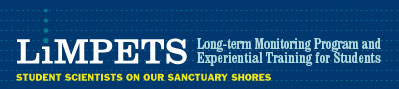 LiMPETS
Long-term Monitoring Program and
Experiential Training for Students
STUDENT SCIENTISTS ON OUR SANCTUARY SHORES